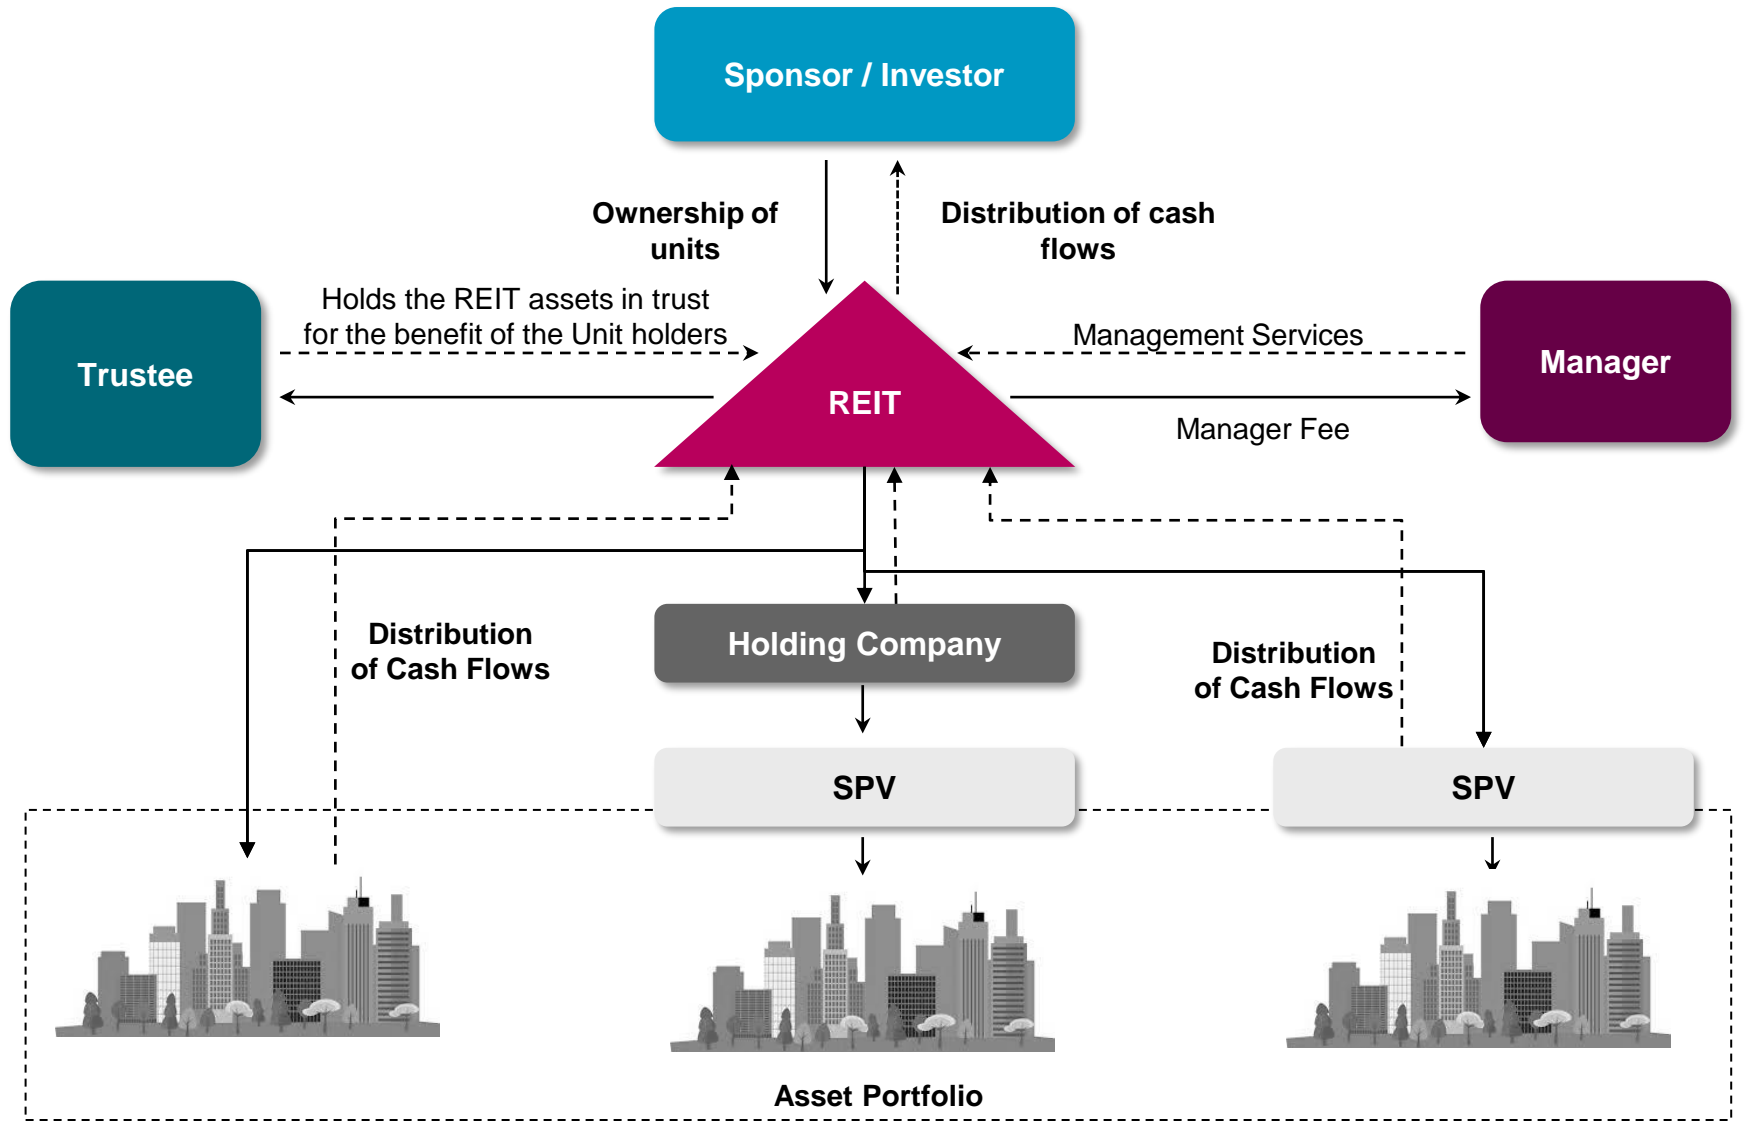 Sponsor / Investor
Ownership of
units
Distribution of cash
flows
Holds the REIT assets in trust
for the benefit of the Unit holders
Management Services
Trustee
REIT
Manager
Manager Fee
Distribution
of Cash Flows
Holding Company
Distribution
of Cash Flows
SPV
SPV
Asset Portfolio